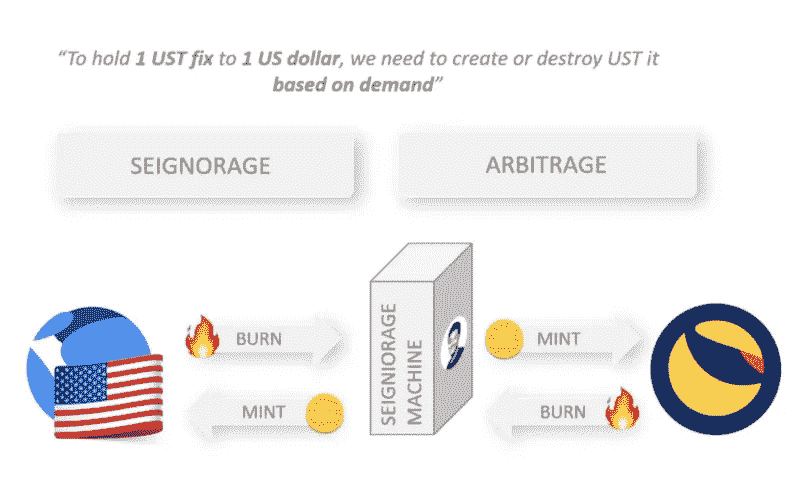 “To hold 1 UST fix to 1 US dollar, we need to create or destroy UST it
based on demand”
SEIGNORAGE
ARBITRAGE
SEIGNIORAGE
MACHINE
BURN
MINT
MINT
BURN